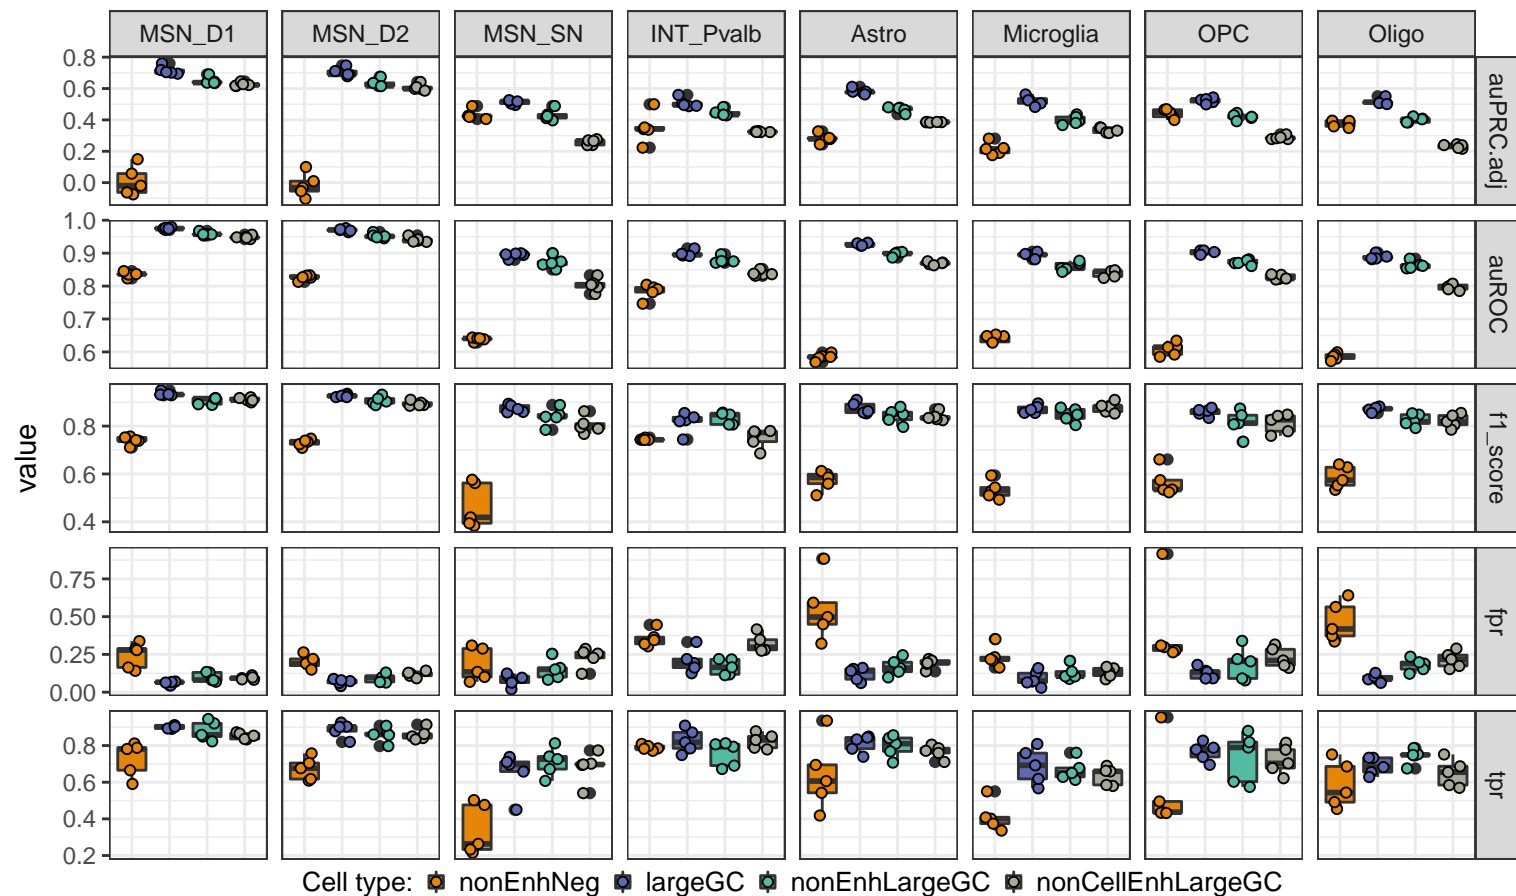 MSN_D1 MSN_D2 MSN_SN INT_Pvalb Astro Microglia OPC Oligo
0.8
0.6
0.4
0.2
0.0
auPRC.adj
1.0
0.9
0.8
0.7
0.6
auROC
0.8
0.6
0.4
f1_score
value
0.75
0.50
0.25
0.00
fpr
0.8
0.6
0.4
0.2
tpr
Cell type: nonEnhNeg largeGC nonEnhLargeGC nonCellEnhLargeGC